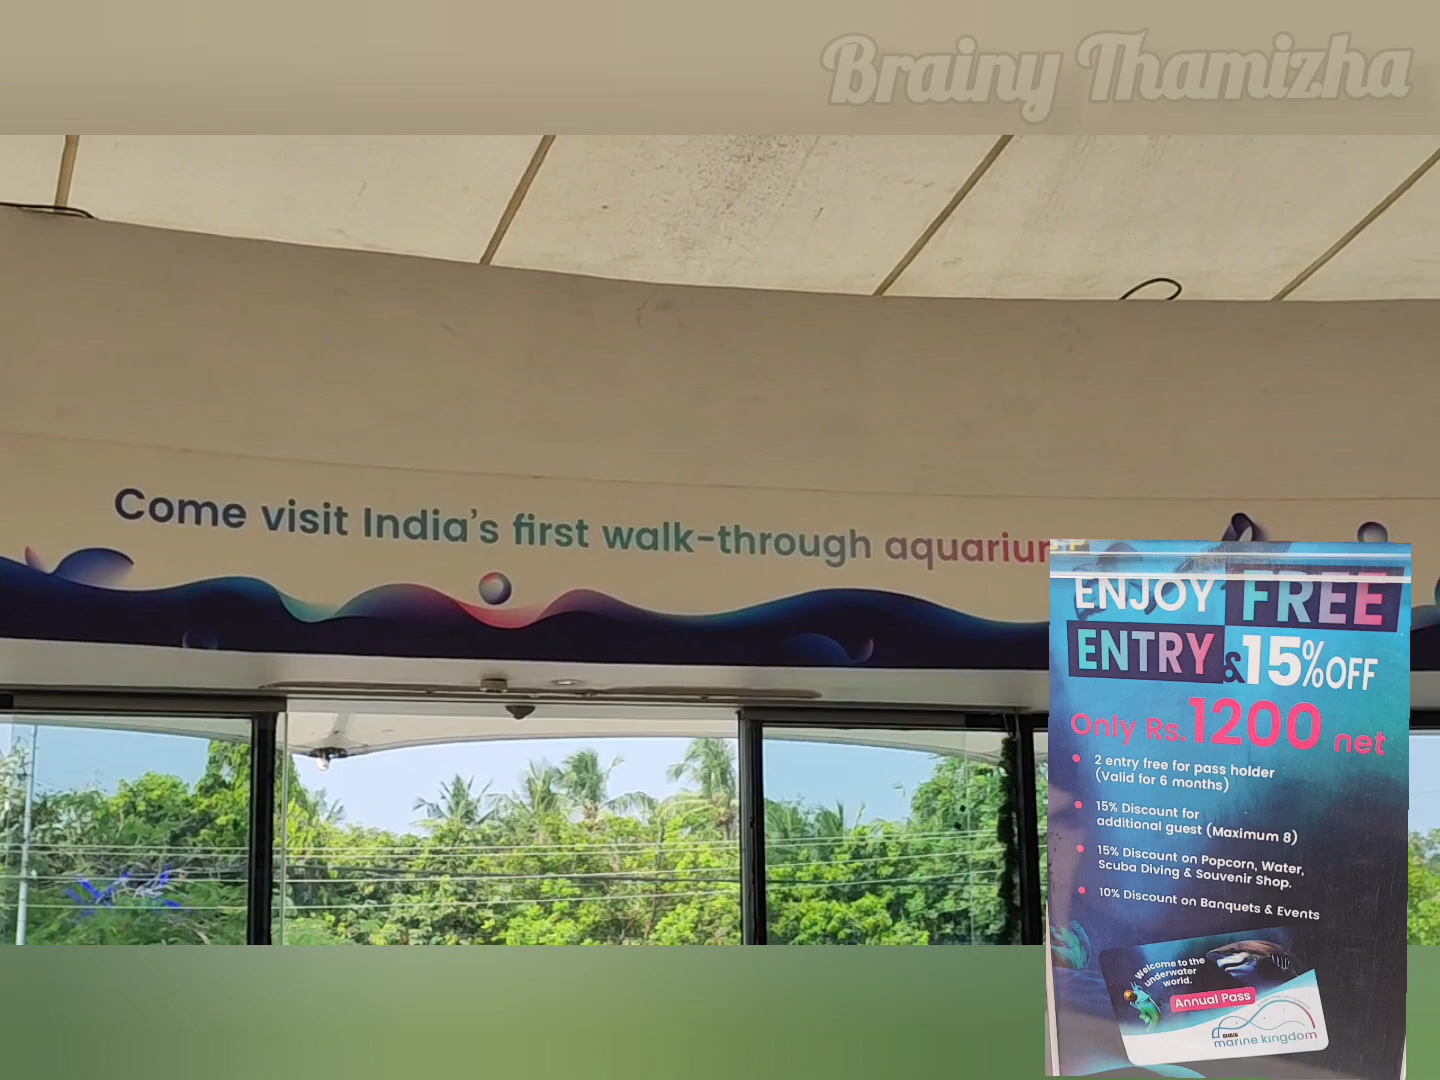 Brainy Thamizha
Come visit India's first walk-through aquarium
ENJOY FREE
ENTRY & 15% OFF
Only Rs. 1200 net
2 entry free for pass holder
(Valid for 6 months)
15% Discount for
additional guest (Maximum 8)
15% Discount on Popcorn, Water,
Scuba Diving & Souvenir Shop.
10% Discount on Banquets & Events
Welcome to the
underwater
world.
Annual Pass
marine kingdom